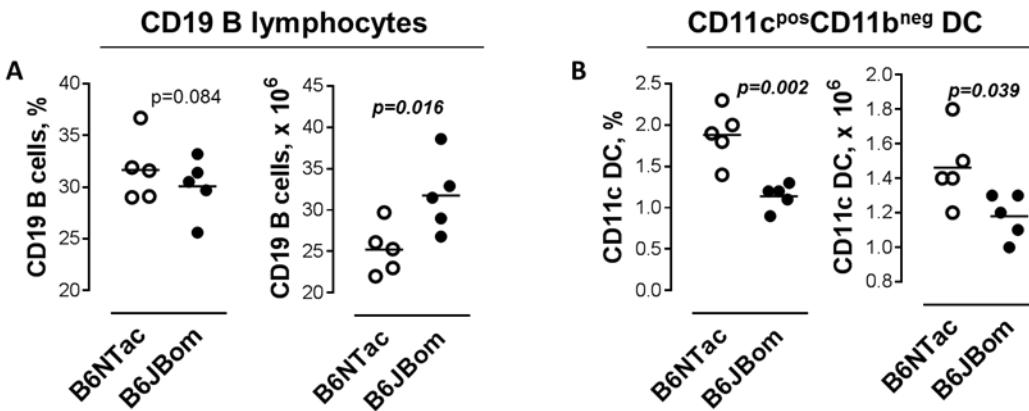 CD19 B lymphocytes
CD11cᵖᵒˢCD11bⁿᵉᵍ DC
A
CD19 B cells, %
40
35
30
25
20
p=0.084
B6NTac
B6JBom
CD19 B cells, x 10⁶
45
40
35
30
25
20
p=0.016
B6NTac
B6JBom
B
CD11c DC, %
2.5
2.0
1.5
1.0
0.5
0.0
p=0.002
B6NTac
B6JBom
CD11c DC, x 10⁶
2.0
1.8
1.6
1.4
1.2
1.0
0.8
p=0.039
B6NTac
B6JBom